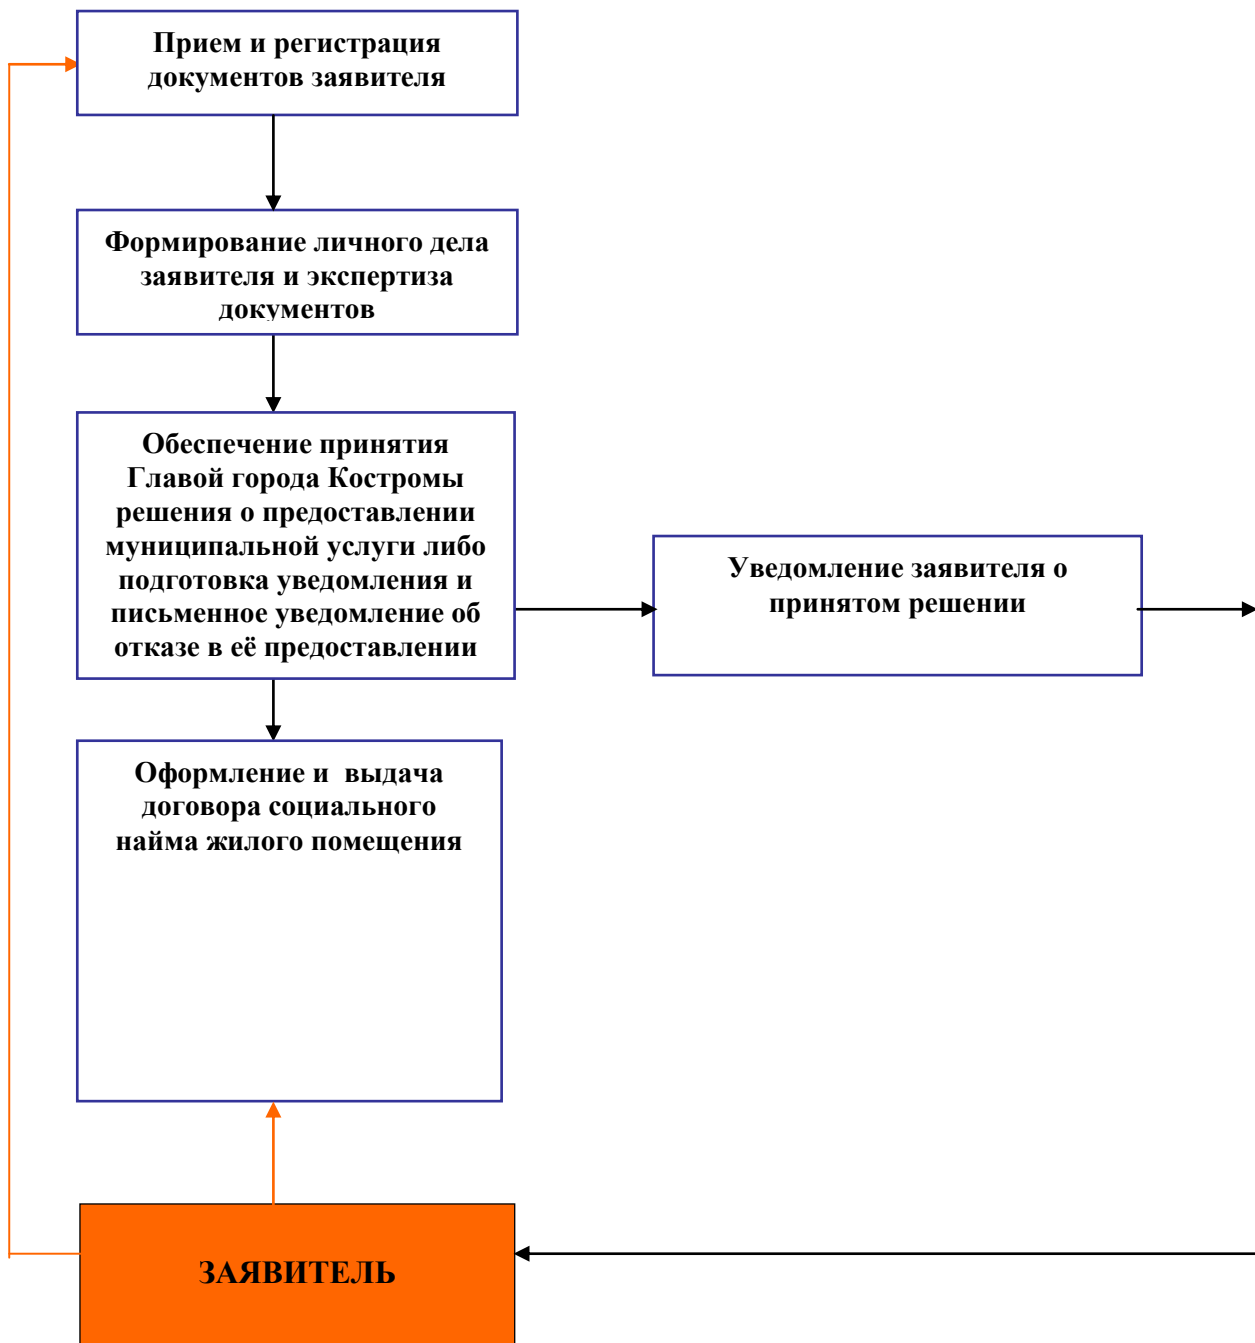 Прием и регистрация
документов заявителя
Формирование личного дела
заявителя и экспертиза
документов
Обеспечение принятия
Главой города Костромы
решения о предоставлении
муниципальной услуги либо
подготовка уведомления и
письменное уведомление об
отказе в её предоставлении
Уведомление заявителя о
принятом решении
Оформление и  выдача
договора социального
найма жилого помещения
ЗАЯВИТЕЛЬ